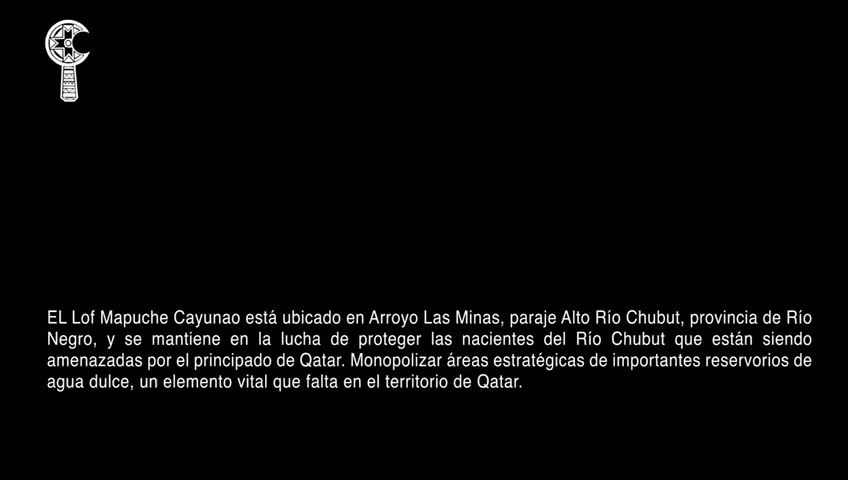 EL Lof Mapuche Cayunao está ubicado en Arroyo Las Minas, paraje Alto Río Chubut, provincia de Río
Negro, y se mantiene en la lucha de proteger las nacientes del Río Chubut que están siendo
amenazadas por el principado de Qatar. Monopolizar áreas estratégicas de importantes reservorios de
agua dulce, un elemento vital que falta en el territorio de Qatar.